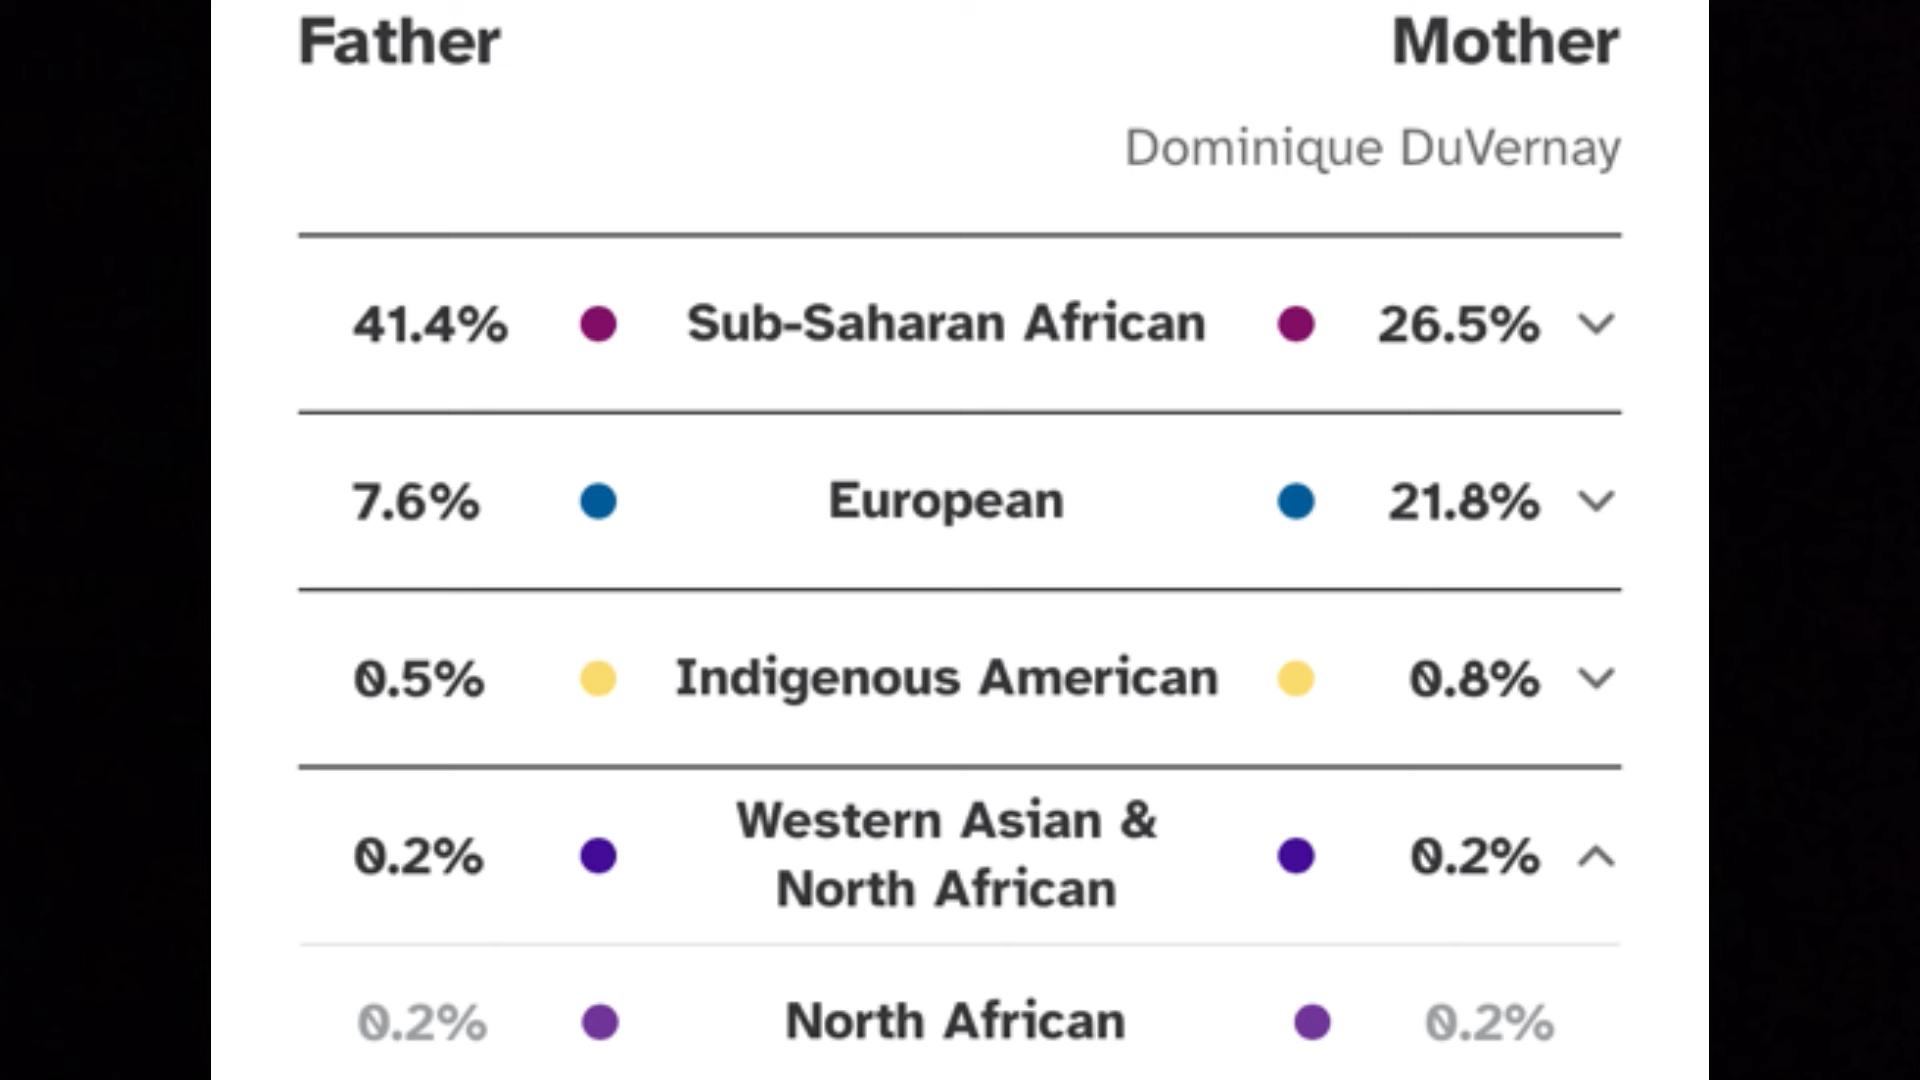 Father Mother
Dominique DuVernay
41.4% Sub-Saharan African 26.5%
7.6% European 21.8%
0.5% Indigenous American 0.8%
0.2% Western Asian & 0.2%
North African
0.2% North African 0.2%